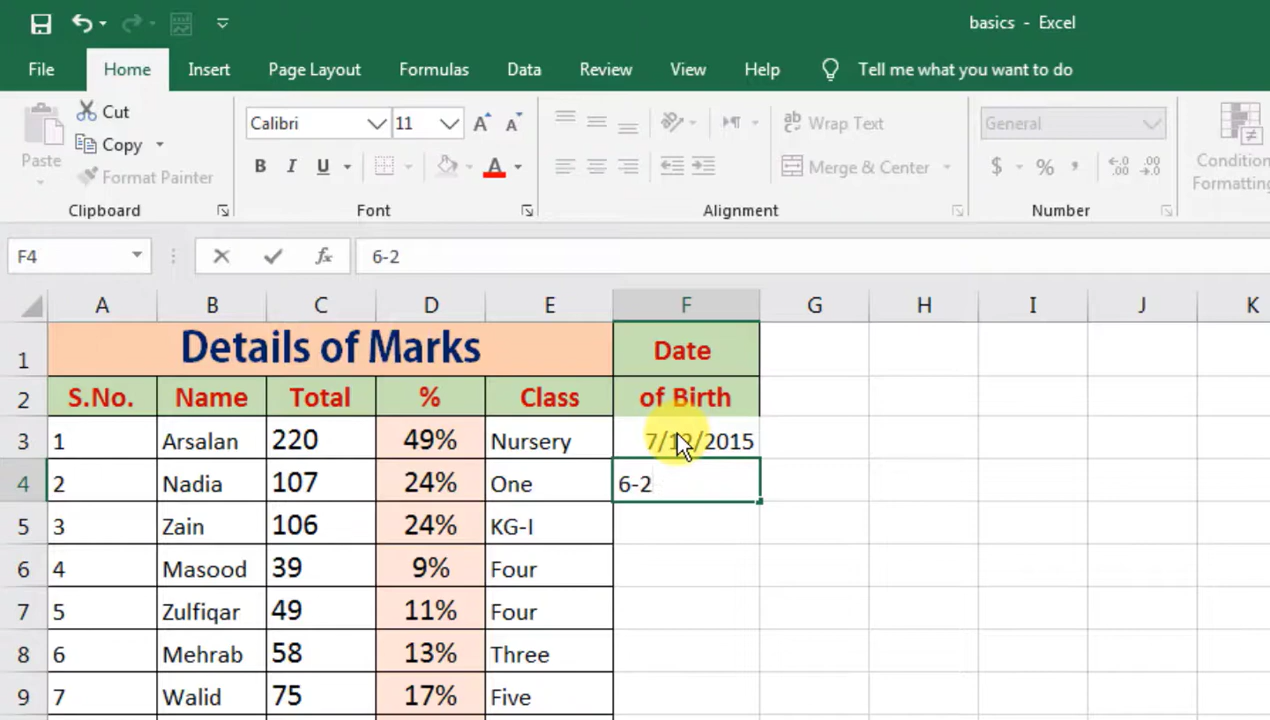 basics - Excel
File Home Insert Page Layout Formulas Data Review View Help Tell me what you want to do
Paste
Cut
Copy
Format Painter
Clipboard
Calibri 11
B I U A
Font
Wrap Text
Merge & Center
Alignment
General
$ % ,
Number
Condition
Formatting
F4 fx 6-2
A B C D E F G H I J K
1 Details of Marks Date
2 S.No. Name Total % Class of Birth
3 1 Arsalan 220 49% Nursery 7/12/2015
4 2 Nadia 107 24% One 6-2
5 3 Zain 106 24% KG-I
6 4 Masood 39 9% Four
7 5 Zulfiqar 49 11% Four
8 6 Mehrab 58 13% Three
9 7 Walid 75 17% Five